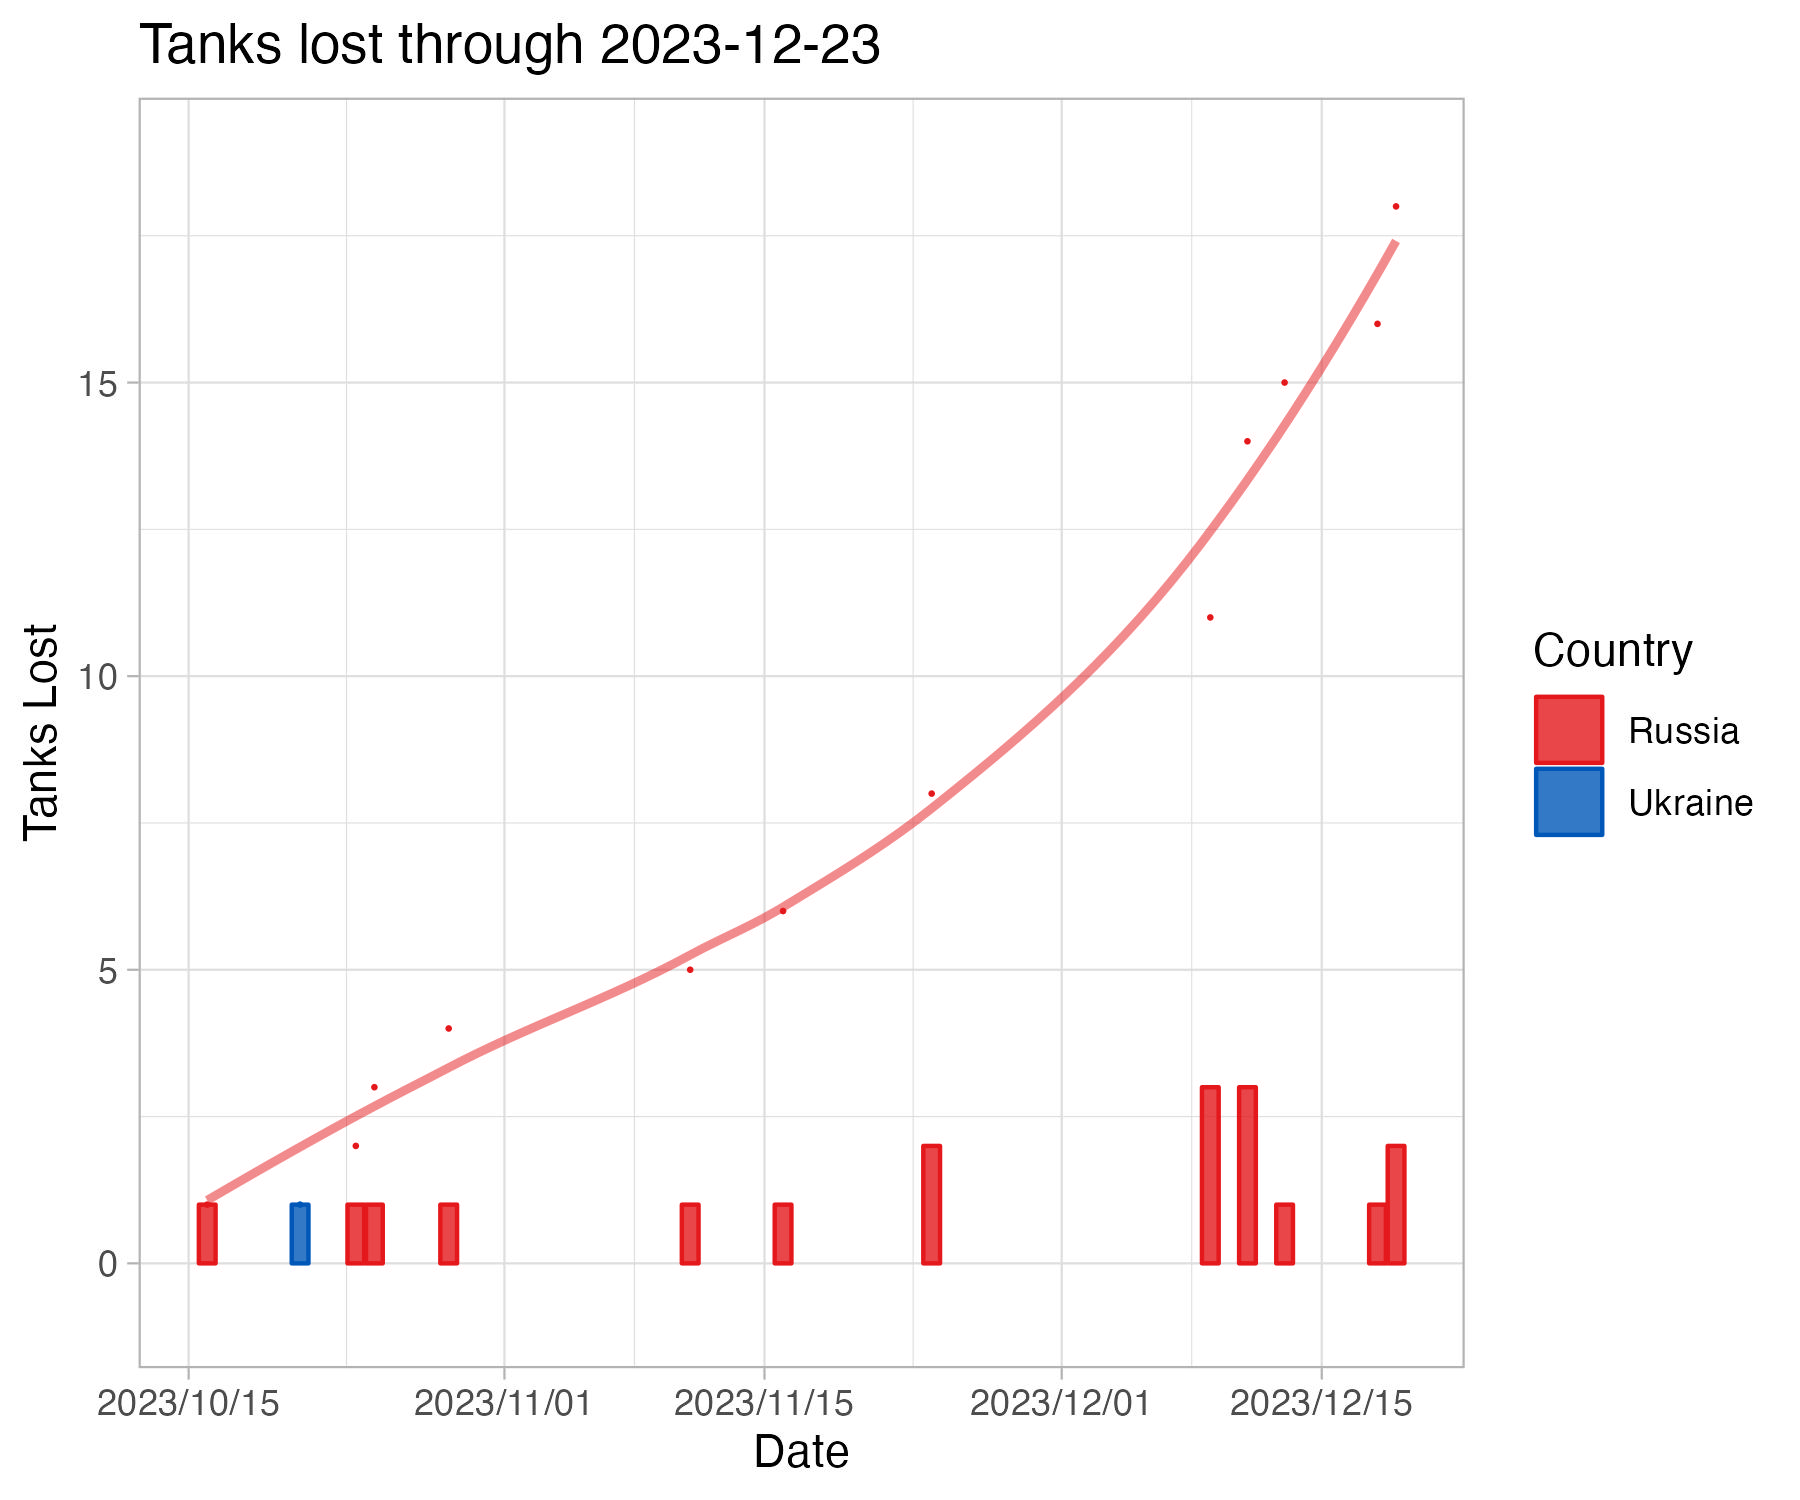 Tanks lost through 2023-12-23
Tanks Lost
15
10
5
0
2023/10/15 2023/11/01 2023/11/15 2023/12/01 2023/12/15
Date
Country
Russia
Ukraine